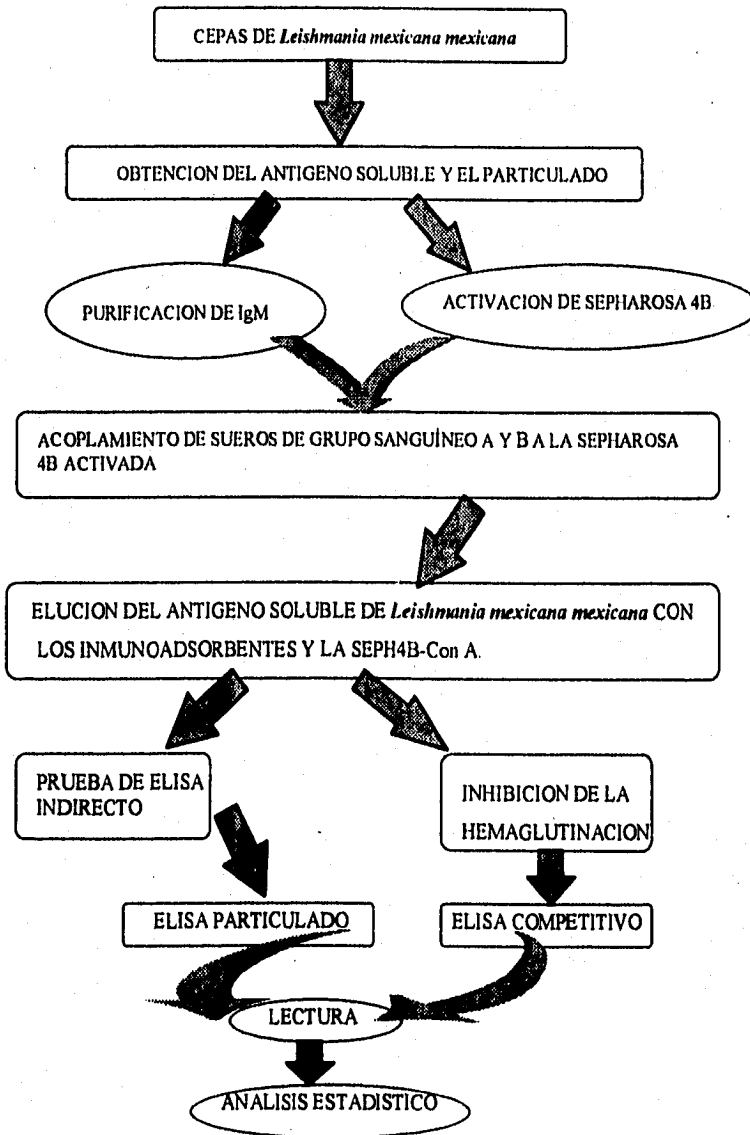 CEPAS DE Leishmania mexicana mexicana
OBTENCION DEL ANTIGENO SOLUBLE Y EL PARTICULADO
PURIFICACION DE IgM
ACTIVACION DE SEPHAROSA 4B
ACOPLAMIENTO DE SUEROS DE GRUPO SANGUÍNEO A Y B A LA SEPHAROSA
4B ACTIVADA
ELUCION DEL ANTIGENO SOLUBLE DE Leishmania mexicana mexicana CON
LOS INMUNOADSORBENTES Y LA SEPH4B-Con A.
PRUEBA DE ELISA
INDIRECTO
INHIBICION DE LA
HEMAGLUTINACION
ELISA PARTICULADO
ELISA COMPETITIVO
LECTURA
ANALISIS ESTADISTICO